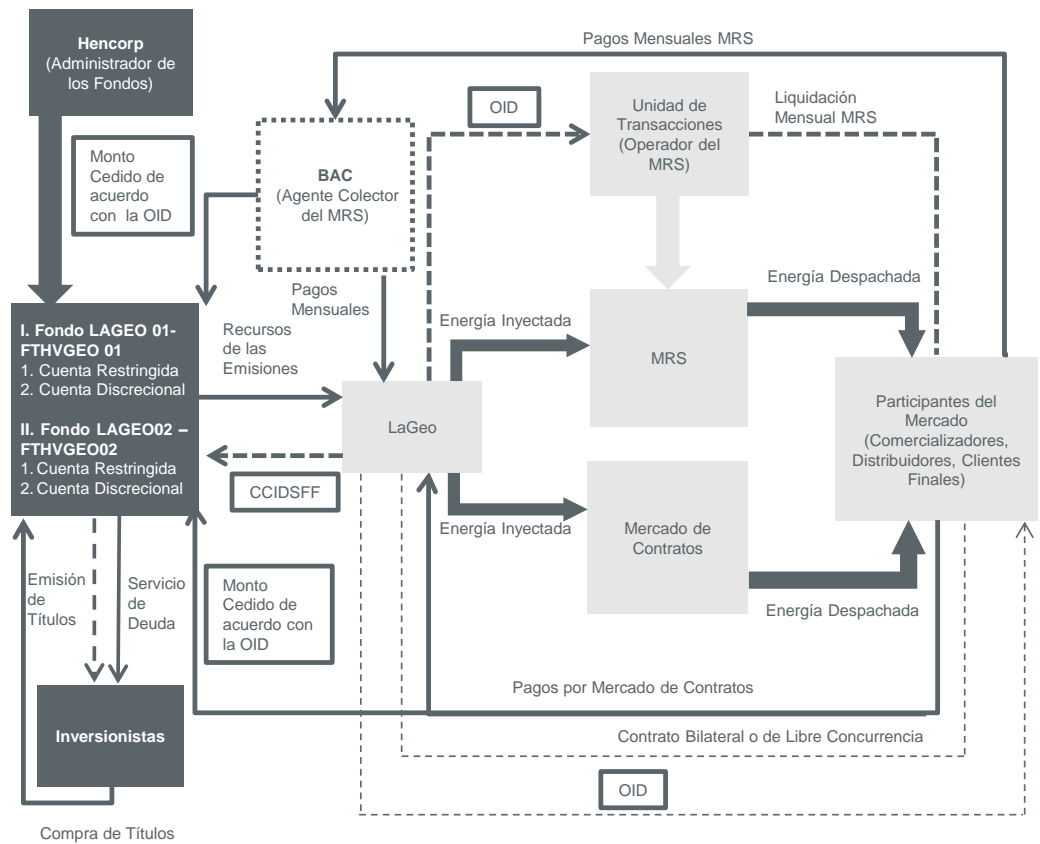 Hencorp
(Administrador de
los Fondos)
Pagos Mensuales MRS
OID
Unidad de
Transacciones
(Operador del
MRS)
Liquidación
Mensual MRS
Monto
Cedido de
acuerdo
con la OID
BAC
(Agente Colector
del MRS)
Pagos
Mensuales
Energía Despachada
Energía Inyectada
MRS
I. Fondo LAGEO 01-
FTHVGEO 01
1. Cuenta Restringida
2. Cuenta Discrecional
II. Fondo LAGEO02 –
FTHVGEO02
1. Cuenta Restringida
2. Cuenta Discrecional
Recursos
de las
Emisiones
LaGeo
Participantes del
Mercado
(Comercializadores,
Distribuidores, Clientes
Finales)
CCIDSFF
Energía Inyectada
Mercado de
Contratos
Energía Despachada
Emisión
de
Títulos
Servicio
de
Deuda
Monto
Cedido de
acuerdo con
la OID
Pagos por Mercado de Contratos
Inversionistas
Contrato Bilateral o de Libre Concurrencia
OID
Compra de Títulos